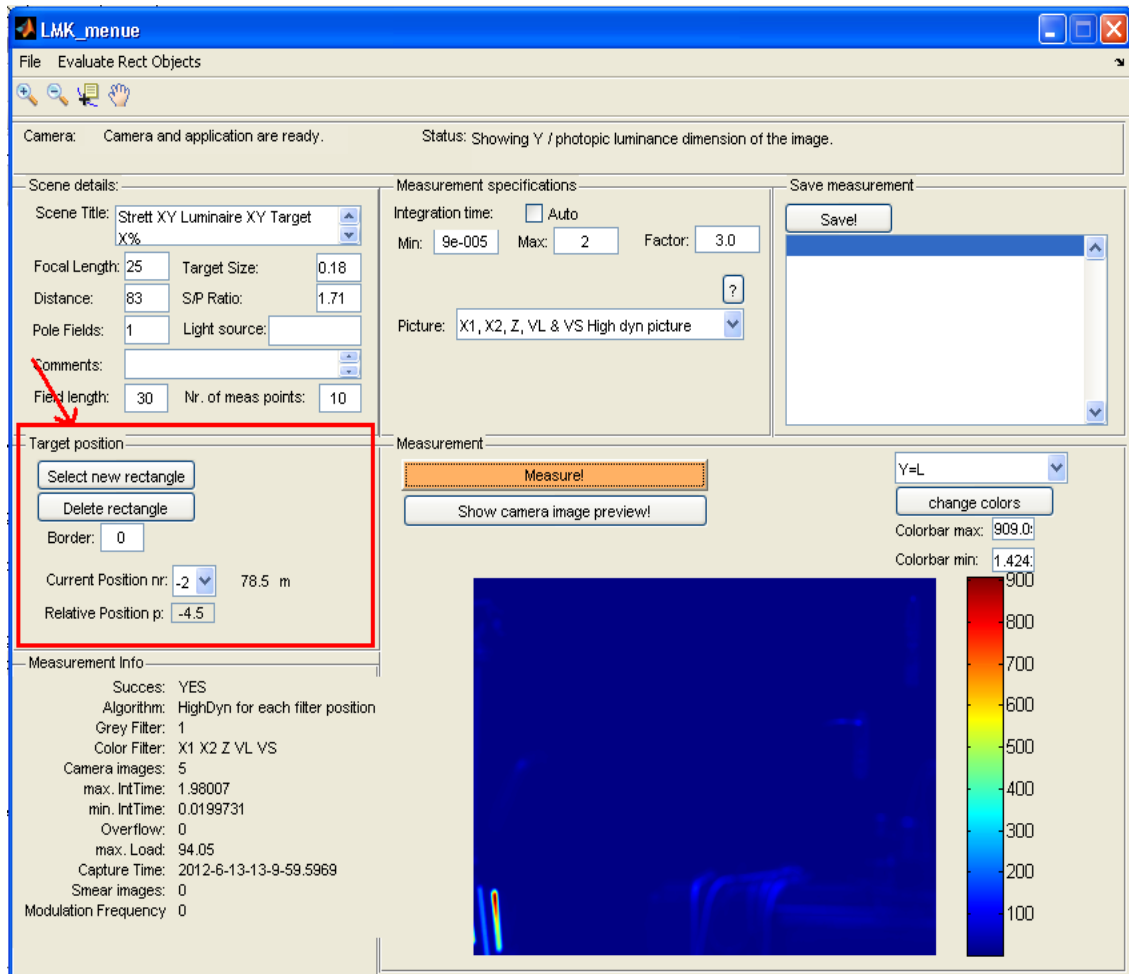 LMK_menue
File Evaluate Rect Objects
Camera: Camera and application are ready. Status: Showing Y / photopic luminance dimension of the image.
Scene details:
Scene Title: Strett XY Luminaire XY Target
X%
Focal Length: 25 Target Size: 0.18
Distance: 83 S/P Ratio: 1.71
Pole Fields: 1 Light source:
Comments:
Field length: 30 Nr. of meas points: 10
Measurement specifications
Integration time: Auto
Min: 9e-005 Max: 2 Factor: 3.0
?
Picture: X1, X2, Z, VL & VS High dyn picture
Save measurement
Save!
Target position
Select new rectangle
Delete rectangle
Border: 0
Current Position nr: -2 78.5 m
Relative Position p: -4.5
Measurement
Measure!
Show camera image preview!
Y=L
change colors
Colorbar max: 909.0
Colorbar min: 1.424
900
800
700
600
500
400
300
200
100
Measurement Info
Succes: YES
Algorithm: HighDyn for each filter position
Grey Filter: 1
Color Filter: X1 X2 Z VL VS
Camera images: 5
max. IntTime: 1.98007
min. IntTime: 0.0199731
Overflow: 0
max. Load: 94.05
Capture Time: 2012-6-13-13-9-59.5969
Smear images: 0
Modulation Frequency 0